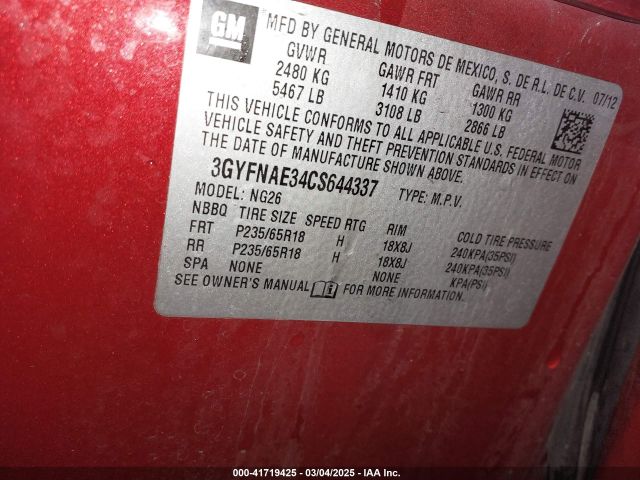 GM
MFD BY GENERAL MOTORS DE MEXICO, S. DE R.L. DE C.V. 07/12
GVWR GAWR FRT GAWR RR
2480 KG 1410 KG 1300 KG
5467 LB 3108 LB 2866 LB
THIS VEHICLE CONFORMS TO ALL APPLICABLE U.S. FEDERAL MOTOR
VEHICLE SAFETY AND THEFT PREVENTION STANDARDS IN EFFECT ON
THE DATE OF MANUFACTURE SHOWN ABOVE.
3GYFNAE34CS644337 TYPE: M.P.V.
MODEL: NG26
NBBQ TIRE SIZE SPEED RTG RIM COLD TIRE PRESSURE
FRT P235/65R18 H 18X8J 240KPA(35PSI)
RR P235/65R18 H 18X8J 240KPA(35PSI)
SPA NONE NONE KPA(PSI)
SEE OWNER'S MANUAL FOR MORE INFORMATION.
000-41719425 - 03/04/2025 - IAA Inc.